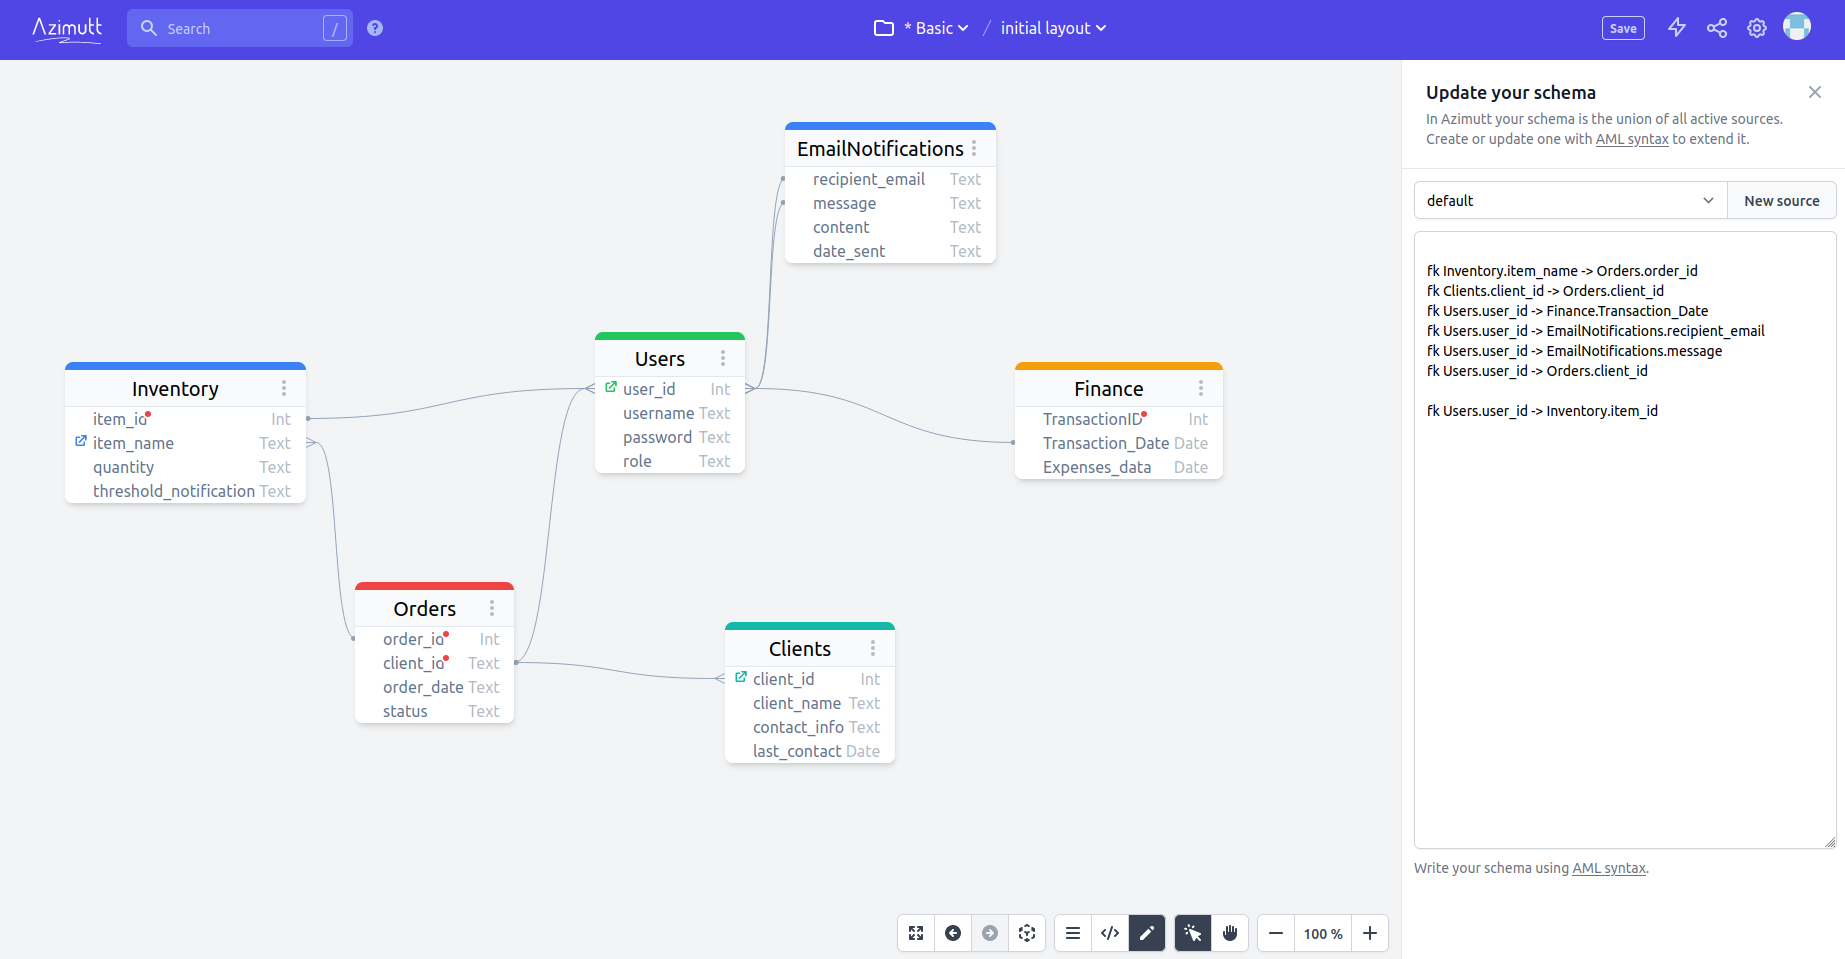 Azimutt
Search
/
?
* Basic
/
initial layout
Save
EmailNotifications
recipient_email Text
message Text
content Text
date_sent Text
Users
user_id Int
username Text
password Text
role Text
Inventory
item_id Int
item_name Text
quantity Text
threshold_notification Text
Finance
TransactionID Int
Transaction_Date Date
Expenses_data Date
Orders
order_id Int
client_id Text
order_date Text
status Text
Clients
client_id Int
client_name Text
contact_info Text
last_contact Date
100 %
Update your schema
In Azimutt your schema is the union of all active sources.
Create or update one with AML syntax to extend it.
default
New source
fk Inventory.item_name -> Orders.order_id
fk Clients.client_id -> Orders.client_id
fk Users.user_id -> Finance.Transaction_Date
fk Users.user_id -> EmailNotifications.recipient_email
fk Users.user_id -> EmailNotifications.message
fk Users.user_id -> Orders.client_id
fk Users.user_id -> Inventory.item_id
Write your schema using AML syntax.